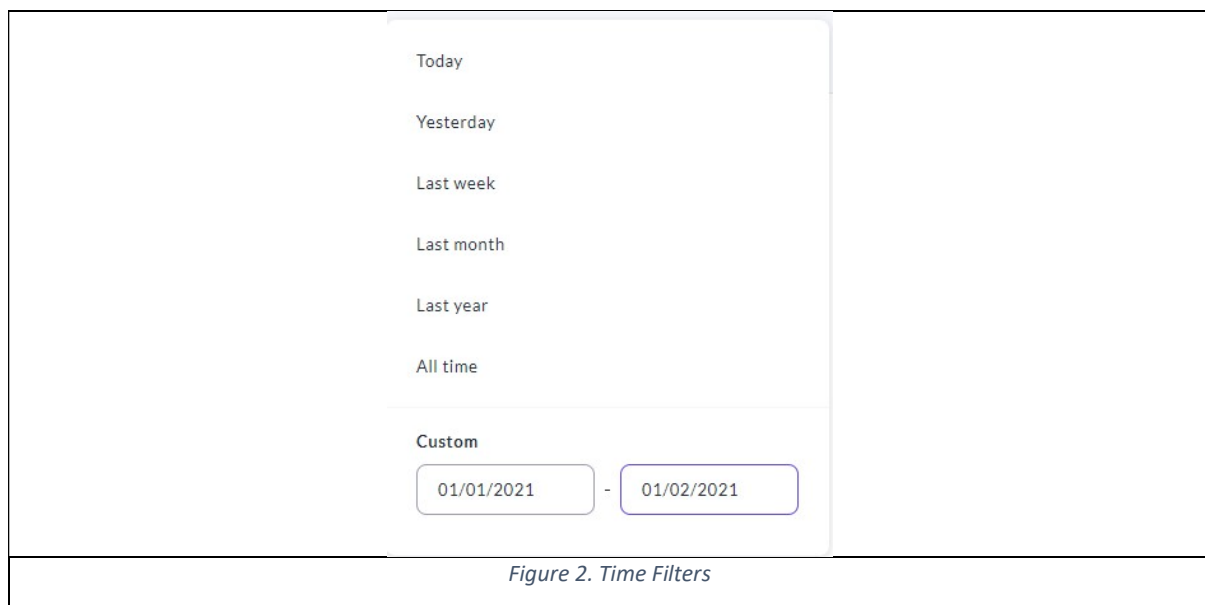 Today
Yesterday
Last week
Last month
Last year
All time
Custom
01/01/2021 - 01/02/2021
Figure 2. Time Filters